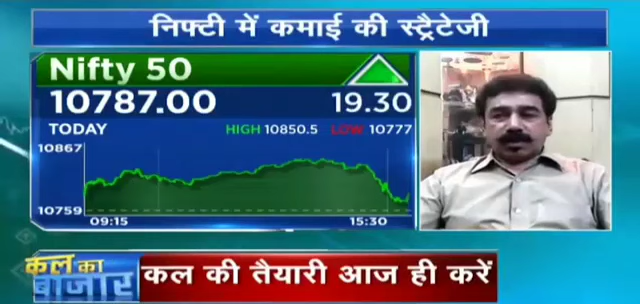 निफ्टी में कमाई की स्ट्रैटेजी
Nifty 50
10787.00 19.30
TODAY HIGH 10850.5 LOW 10777
10867
10759
09:15 15:30
कल का
बाजार
कल की तैयारी आज ही करें